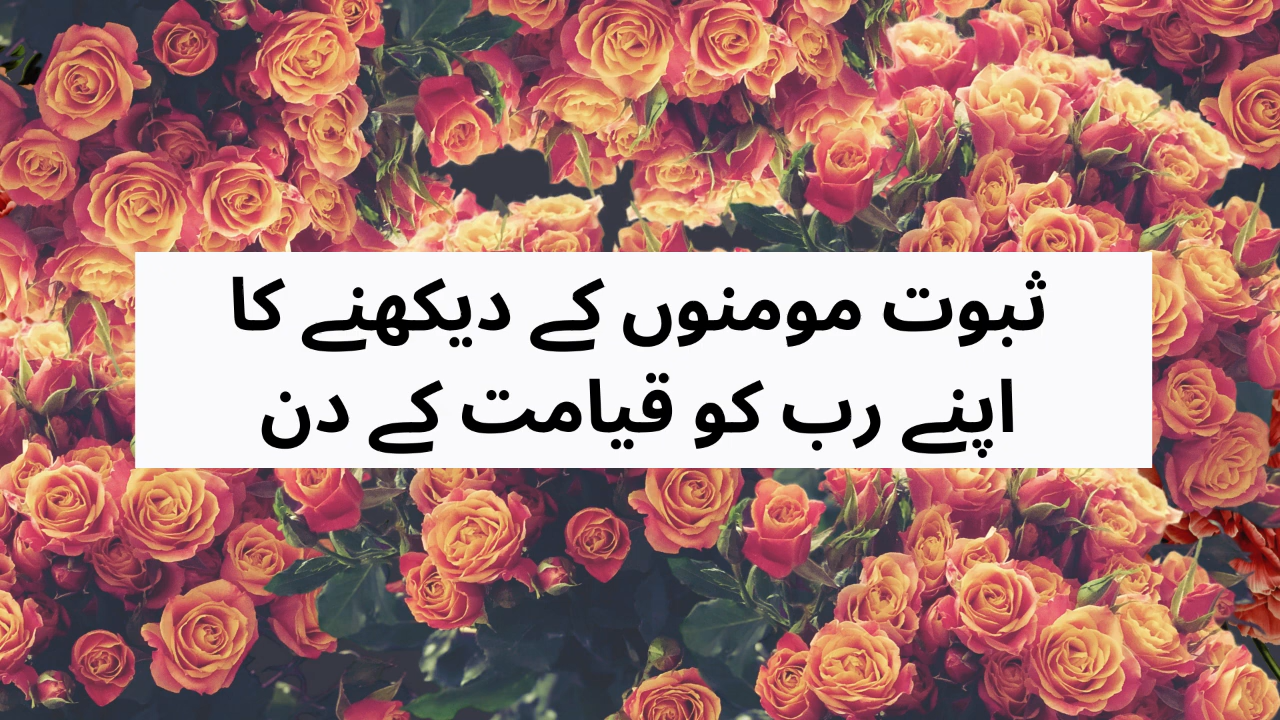 ثبوت مومنوں کے دیکھنے کا
اپنے رب کو قیامت کے دن